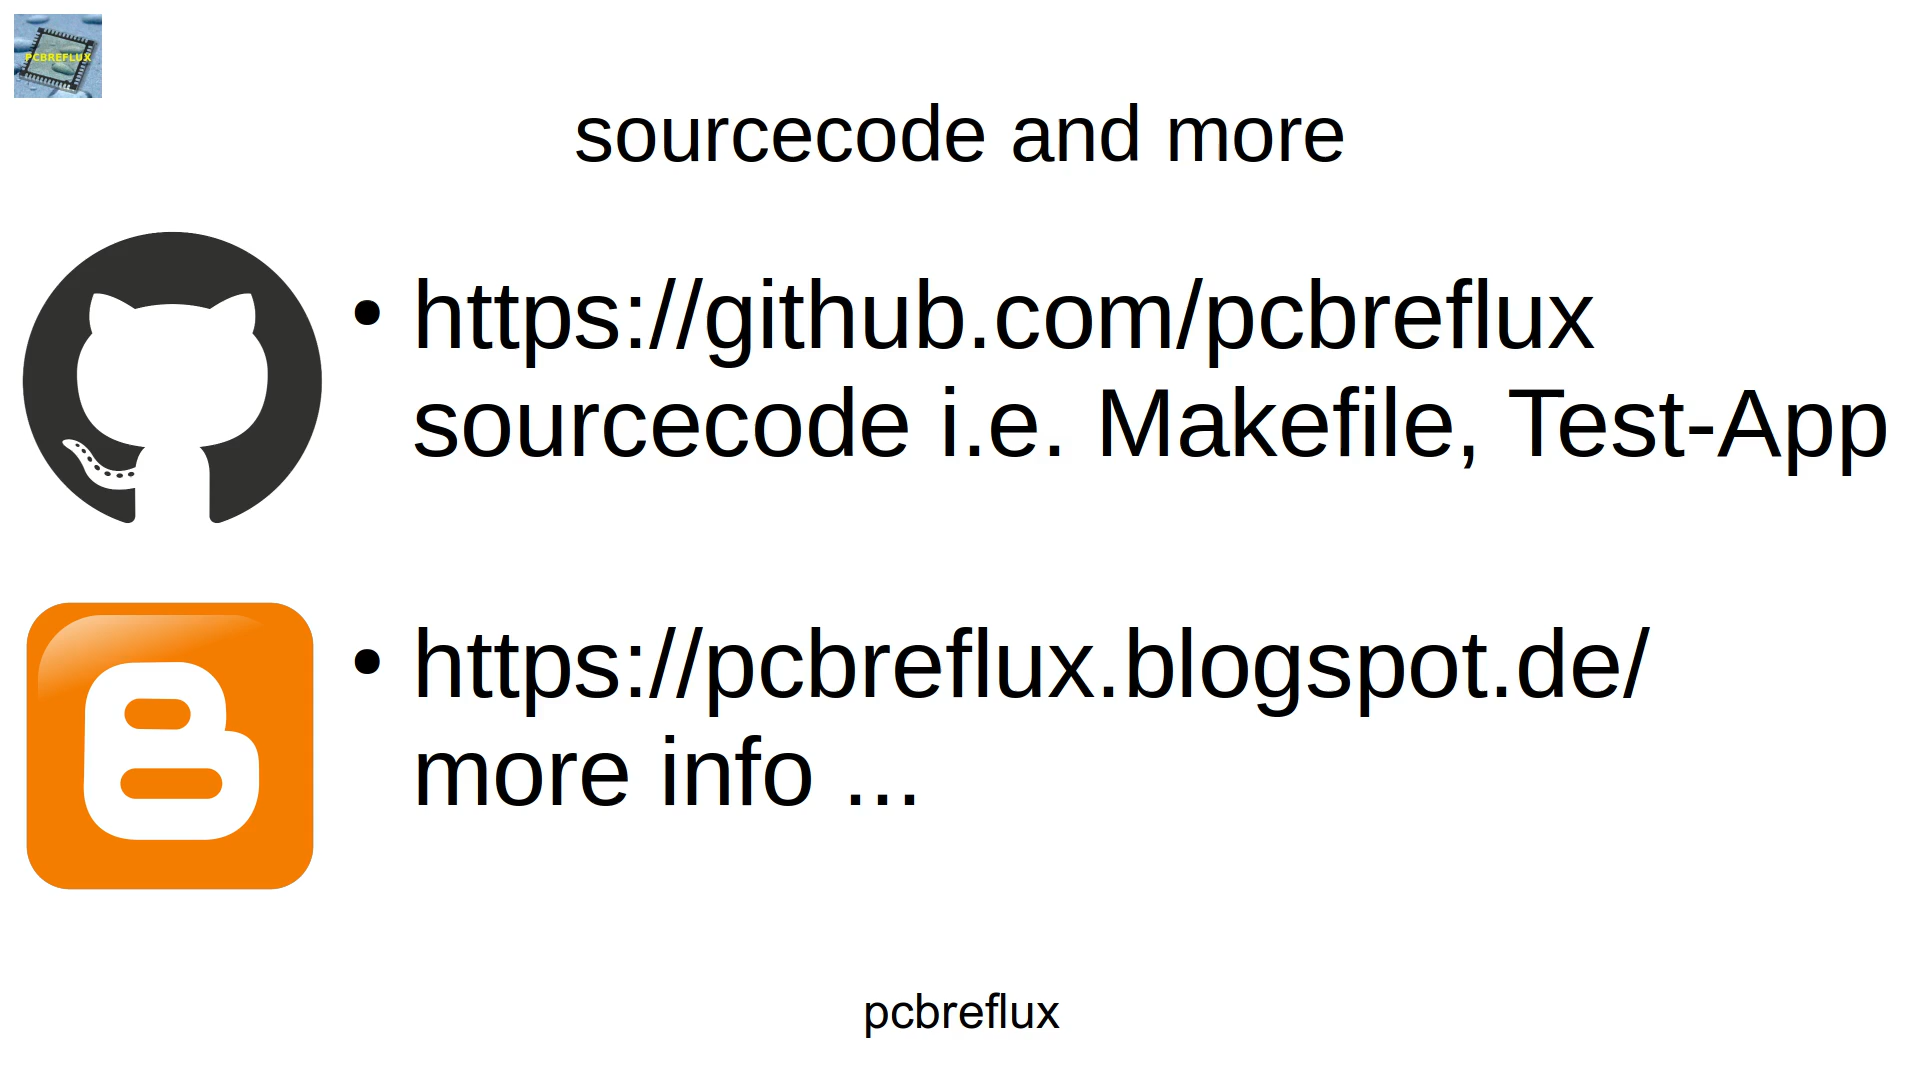 PCBREFLUX
sourcecode and more
• https://github.com/pcbreflux
sourcecode i.e. Makefile, Test-App
• https://pcbreflux.blogspot.de/
more info ...
pcbreflux